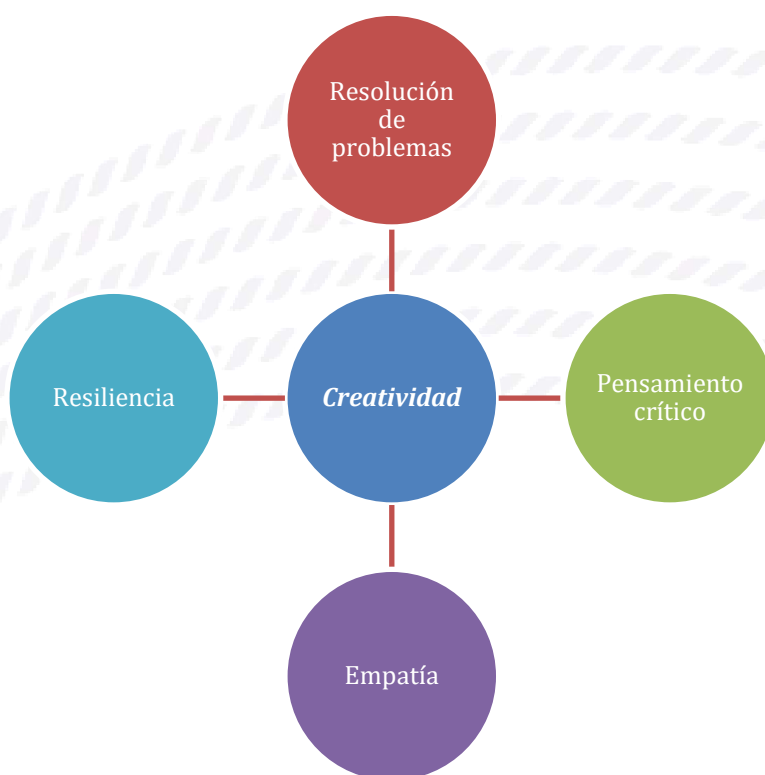 Resolución
de
problemas
Resiliencia
Creatividad
Pensamiento
crítico
Empatía